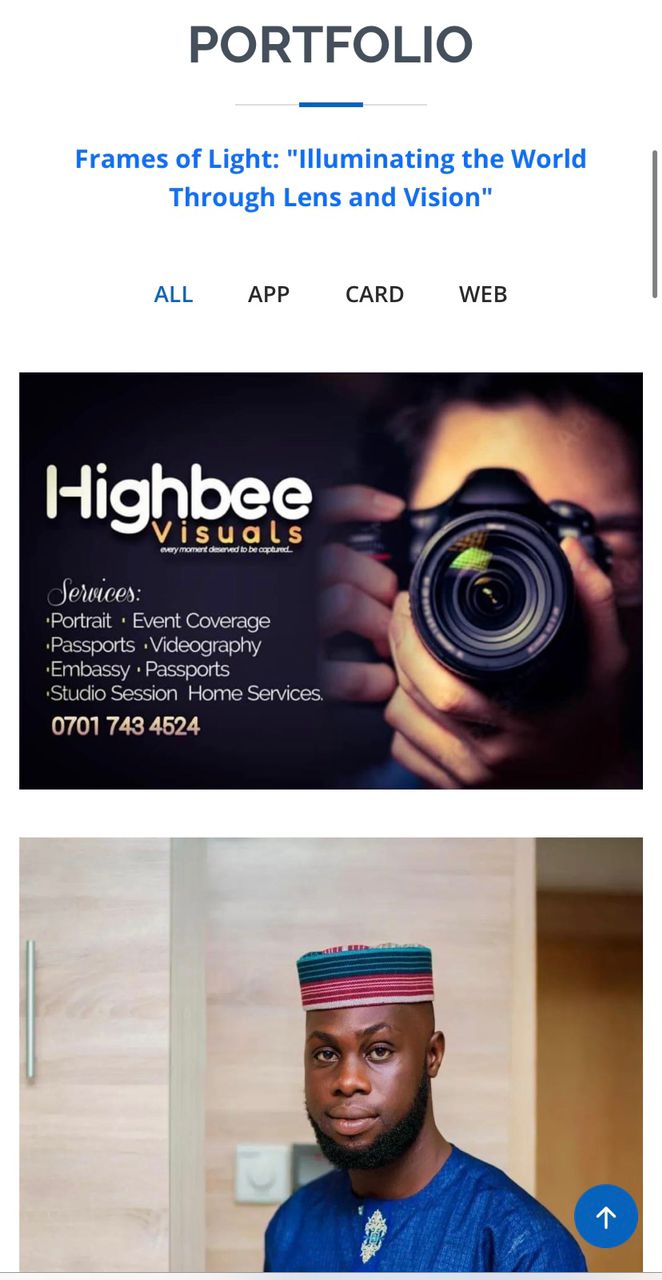 PORTFOLIO
Frames of Light: "Illuminating the World
Through Lens and Vision"
ALL APP CARD WEB
Highbee
Visuals
every moment deserved to be captured...
Services:
Portrait • Event Coverage
•Passports •Videography
•Embassy • Passports
•Studio Session Home Services.
0701 743 4524